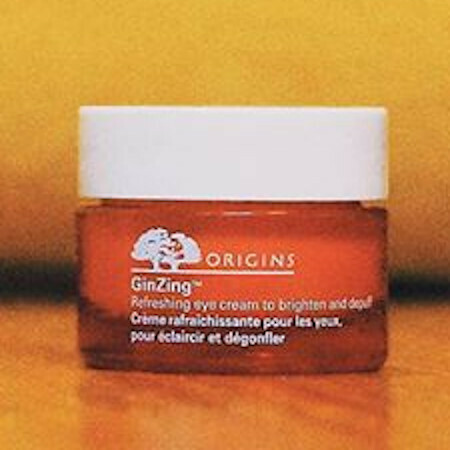 ORIGINS
GinZing™
Refreshing eye cream to brighten and depuff
Crème rafraîchissante pour les yeux,
pour éclaircir et dégonfler